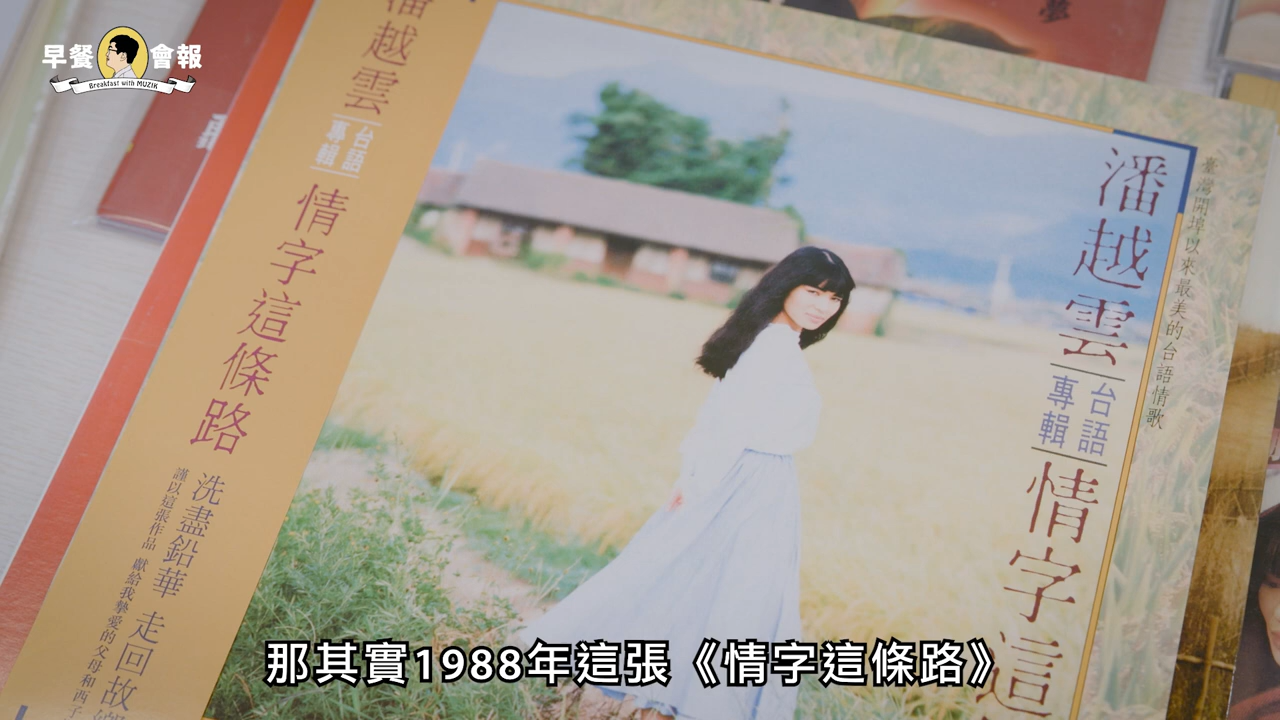 早餐會報
Breakfast with MUZIK
夢
潘越雲
台語
專輯
情字這條路
洗盡鉛華 走回故
謹以這張作品 獻給我摯愛的父母和西子
潘越雲
台語
專輯
情字這
臺灣開埠以來最美的台語情歌
那其實1988年這張《情字這條路》